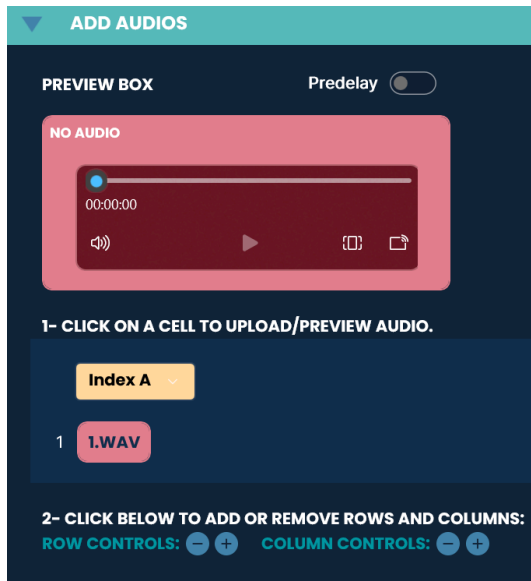 ADD AUDIOS
PREVIEW BOX Predelay
NO AUDIO
00:00:00
1- CLICK ON A CELL TO UPLOAD/PREVIEW AUDIO.
Index A
1 1.WAV
2- CLICK BELOW TO ADD OR REMOVE ROWS AND COLUMNS:
ROW CONTROLS: − + COLUMN CONTROLS: − +